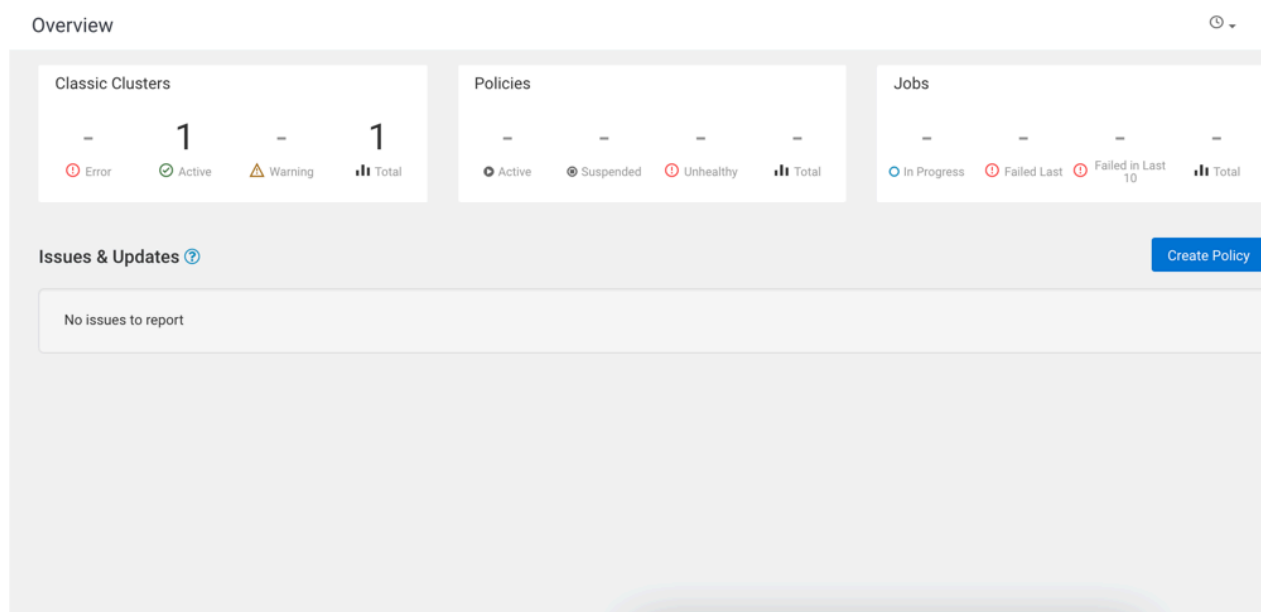 Overview
Classic Clusters
- 1 - 1
Error Active Warning Total
Policies
- - - -
Active Suspended Unhealthy Total
Jobs
- - - -
In Progress Failed Last Failed in Last
10 Total
Issues & Updates ?
Create Policy
No issues to report